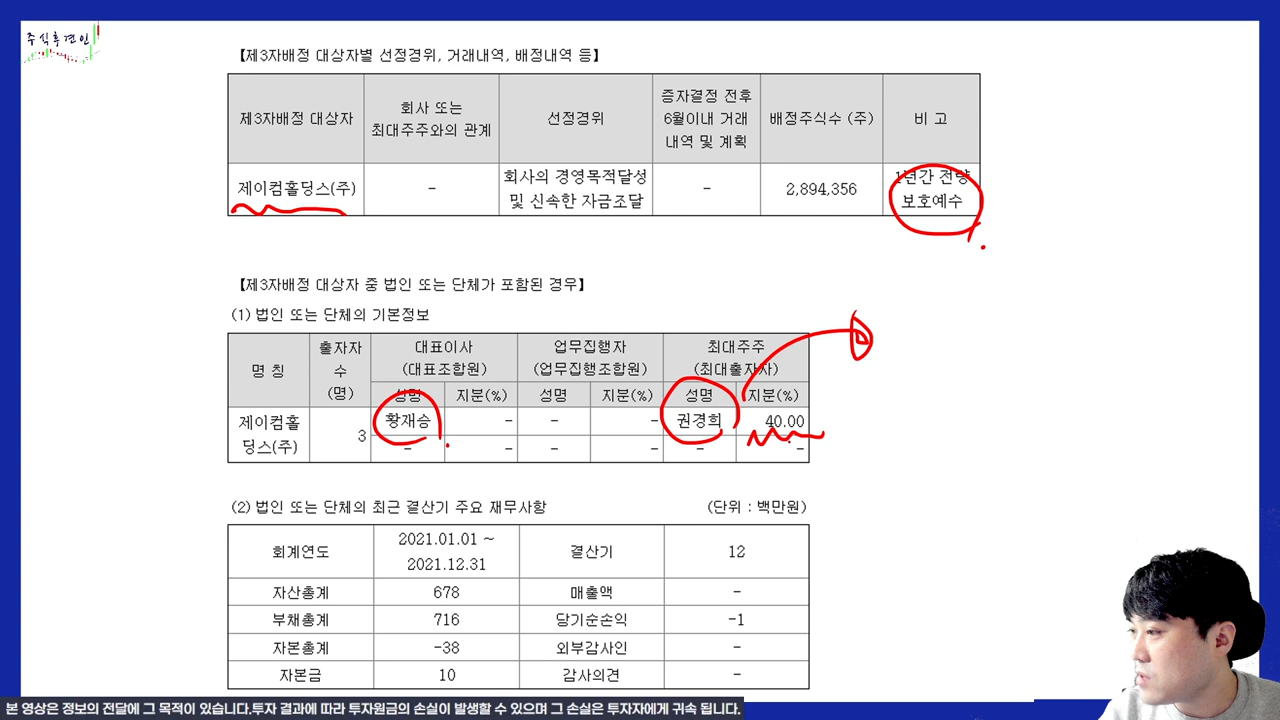 주식후견인
【제3자배정 대상자별 선정경위, 거래내역, 배정내역 등】
제3자배정 대상자 회사 또는 최대주주와의 관계 선정경위 증자결정 전후 6월이내 거래내역 및 계획 배정주식수 (주) 비 고
제이컴홀딩스(주) - 회사의 경영목적달성 및 신속한 자금조달 - 2,894,356 1년간 전량 보호예수
【제3자배정 대상자 중 법인 또는 단체가 포함된 경우】
(1) 법인 또는 단체의 기본정보
명 칭 출자자 수 (명) 대표이사 (대표조합원) 업무집행자 (업무집행조합원) 최대주주 (최대출자자)
성명 지분(%) 성명 지분(%) 성명 지분(%)
제이컴홀딩스(주) 3 황재승 - - - 권경희 40.00
- - - - - -
(2) 법인 또는 단체의 최근 결산기 주요 재무사항 (단위 : 백만원)
회계연도 2021.01.01 ~ 2021.12.31 결산기 12
자산총계 678 매출액 -
부채총계 716 당기순손익 -1
자본총계 -38 외부감사인 -
자본금 10 감사의견 -
본 영상은 정보의 전달에 그 목적이 있습니다.투자 결과에 따라 투자원금의 손실이 발생할 수 있으며 그 손실은 투자자에게 귀속 됩니다.